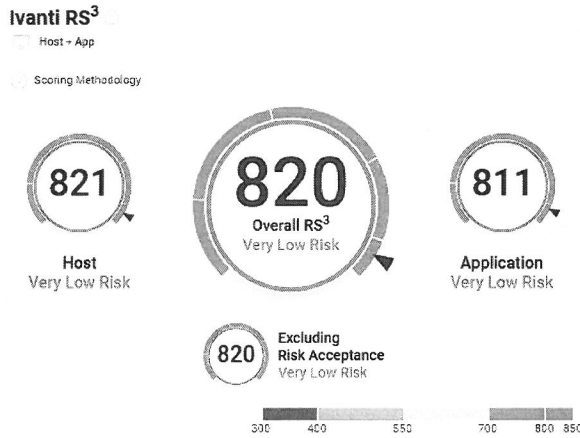 Ivanti RS³
Host + App
Scoring Methodology
821
Host
Very Low Risk
820
Overall RS³
Very Low Risk
811
Application
Very Low Risk
820
Excluding
Risk Acceptance
Very Low Risk
300 400 550 700 800 850